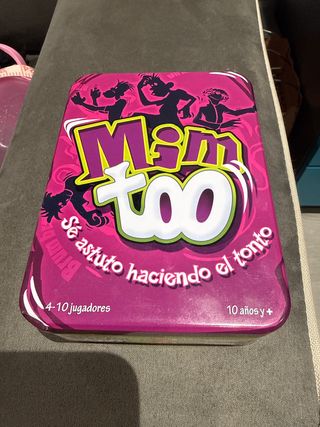 Mim
too
Sé astuto haciendo el tonto
4-10 jugadores
10 años y +